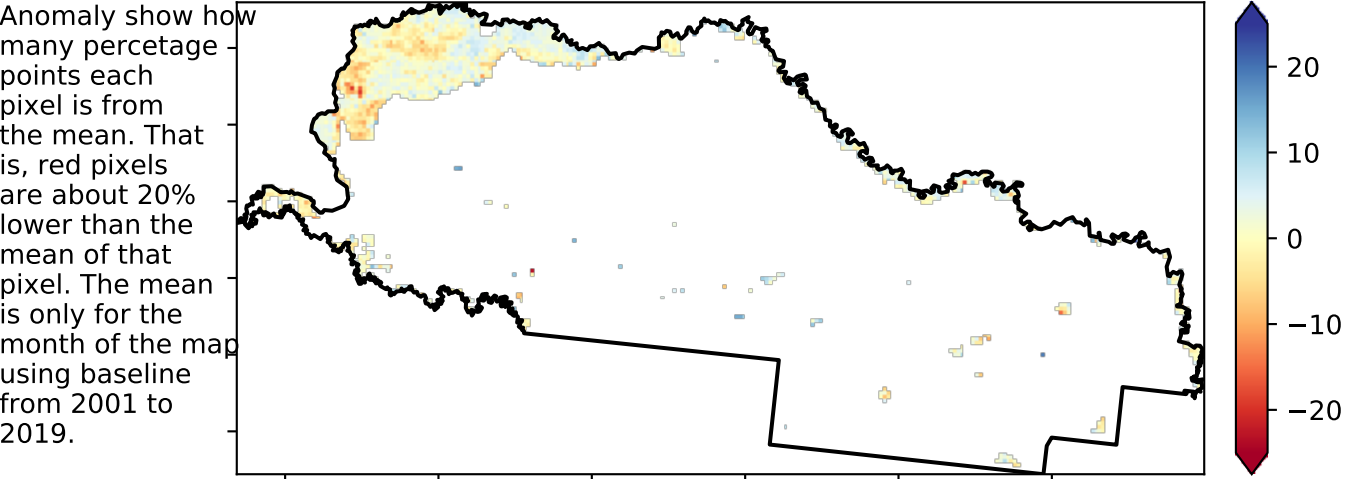 Anomaly show how
many percetage
points each
pixel is from
the mean. That
is, red pixels
are about 20%
lower than the
mean of that
pixel. The mean
is only for the
month of the map
using baseline
from 2001 to
2019.
20
10
0
−10
−20